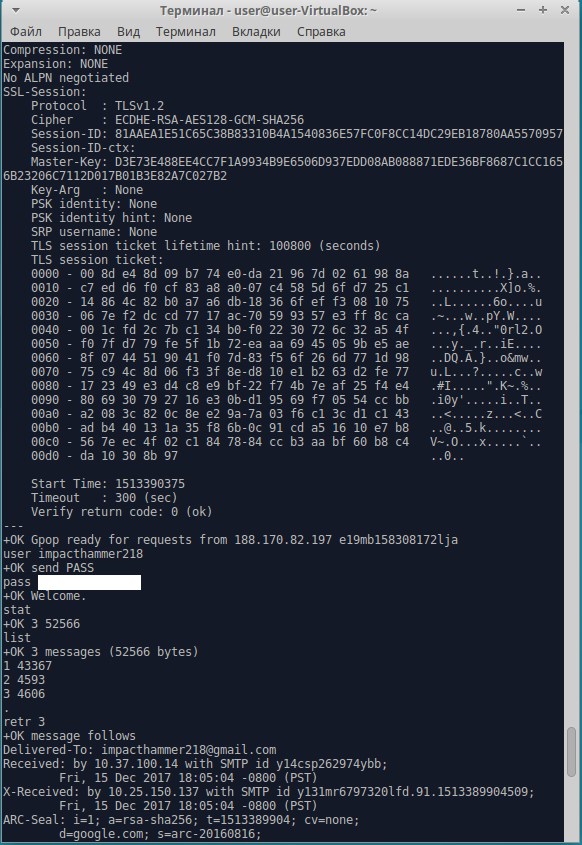 Терминал - user@user-VirtualBox: ~
Файл Правка Вид Терминал Вкладки Справка
Compression: NONE
Expansion: NONE
No ALPN negotiated
SSL-Session:
    Protocol  : TLSv1.2
    Cipher    : ECDHE-RSA-AES128-GCM-SHA256
    Session-ID: 81AAEA1E51C65C38B83310B4A1540836E57FC0F8CC14DC29EB18780AA5570957
    Session-ID-ctx:
    Master-Key: D3E73E488EE4CC7F1A9934B9E6506D937EDD08AB088871EDE36BF8687C1CC165
6B23206C7112D017B01B3E82A7C027B2
    Key-Arg   : None
    PSK identity: None
    PSK identity hint: None
    SRP username: None
    TLS session ticket lifetime hint: 100800 (seconds)
    TLS session ticket:
    0000 - 00 8d e4 8d 09 b7 74 e0-da 21 96 7d 02 61 98 8a   ......t..!.}.a..
    0010 - c7 ed d6 f0 cf 83 a8 a0-07 c4 58 5d 6f d7 25 c1   ..........X]o.%.
    0020 - 14 86 4c 82 b0 a7 a6 db-18 36 6f ef f3 08 10 75   ..L......6o....u
    0030 - 06 7e f2 dc cd 77 17 ac-70 59 93 57 e3 ff 8c ca   .~...w..pY.W....
    0040 - 00 1c fd 2c 7b c1 34 b0-f0 22 30 72 6c 32 a5 4f   ...,{.4.."0rl2.O
    0050 - f0 7f d7 79 fe 5f 1b 72-ea aa 69 45 05 9b e5 ae   ...y._.r..iE....
    0060 - 8f 07 44 51 90 41 f0 7d-83 f5 6f 26 6d 77 1d 98   ..DQ.A.}..o&mw..
    0070 - 75 c9 4c 8d 06 f3 3f 8e-d8 10 e1 b2 63 d2 fe 77   u.L...?.....c..w
    0080 - 17 23 49 e3 d4 c8 e9 bf-22 f7 4b 7e af 25 f4 e4   .#I.....".K~.%..
    0090 - 80 69 30 79 27 16 e3 0b-d1 95 69 f7 05 54 cc bb   .i0y'.....i..T..
    00a0 - a2 08 3c 82 0c 8e e2 9a-7a 03 f6 c1 3c d1 c1 43   ..<.....z...<..C
    00b0 - ad b4 40 13 1a 35 f8 6b-0c 91 cd a5 16 10 e7 b8   ..@..5.k........
    00c0 - 56 7e ec 4f 02 c1 84 78-84 cc b3 aa bf 60 b8 c4   V~.O...x.....`..
    00d0 - da 10 30 8b 97                                    ..0..
    Start Time: 1513390375
    Timeout   : 300 (sec)
    Verify return code: 0 (ok)
---
+OK Gpop ready for requests from 188.170.82.197 e19mb158308172lja
user impacthammer218
+OK send PASS
pass
+OK Welcome.
stat
+OK 3 52566
list
+OK 3 messages (52566 bytes)
1 43367
2 4593
3 4606
.
retr 3
+OK message follows
Delivered-To: impacthammer218@gmail.com
Received: by 10.37.100.14 with SMTP id y14csp262974ybb;
        Fri, 15 Dec 2017 18:05:04 -0800 (PST)
X-Received: by 10.25.150.137 with SMTP id y131mr6797320lfd.91.1513389904509;
        Fri, 15 Dec 2017 18:05:04 -0800 (PST)
ARC-Seal: i=1; a=rsa-sha256; t=1513389904; cv=none;
        d=google.com; s=arc-20160816;